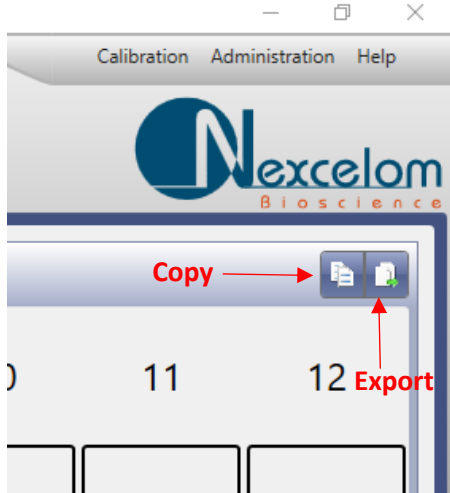 Calibration Administration Help
Nexcelom
Bioscience
Copy
11 12
Export